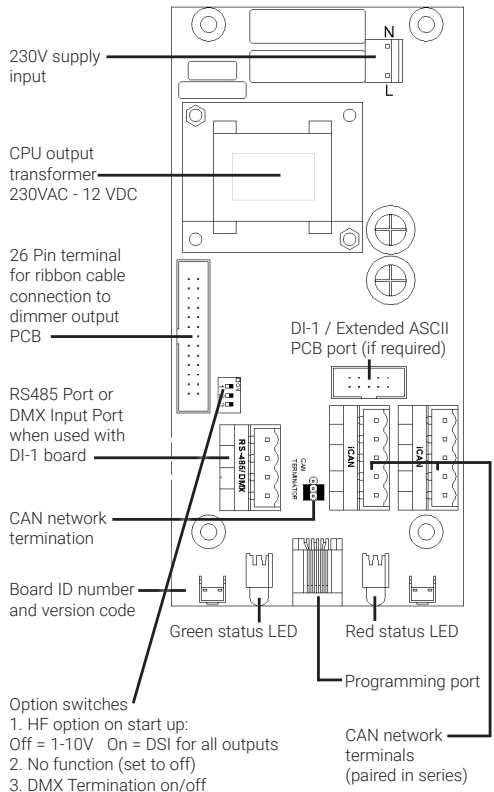 N
230V supply
input
L
CPU output
transformer
230VAC - 12 VDC
26 Pin terminal
for ribbon cable
connection to
dimmer output
PCB
DI-1 / Extended ASCII
PCB port (if required)
RS485 Port or
DMX Input Port
when used with
DI-1 board
RS-485/DMX
CAN
TERMINATOR
iCAN
iCAN
CAN network
termination
Board ID number
and version code
Green status LED
Red status LED
Programming port
Option switches
1. HF option on start up:
Off = 1-10V On = DSI for all outputs
2. No function (set to off)
3. DMX Termination on/off
CAN network
terminals
(paired in series)